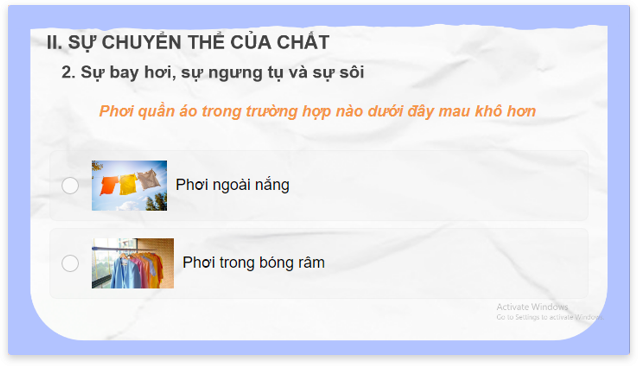 II. SỰ CHUYỂN THỂ CỦA CHẤT
2. Sự bay hơi, sự ngưng tụ và sự sôi
Phơi quần áo trong trường hợp nào dưới đây mau khô hơn
Phơi ngoài nắng
Phơi trong bóng râm
Activate Windows
Go to Settings to activate Windows.